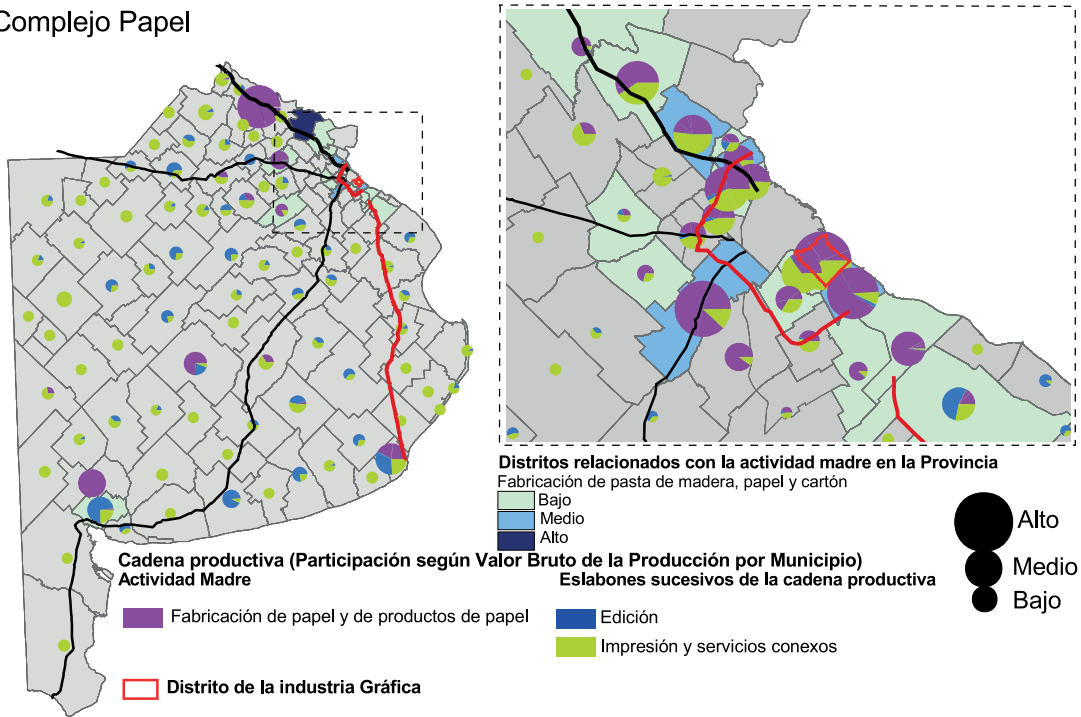 Complejo Papel
Distritos relacionados con la actividad madre en la Provincia
Fabricación de pasta de madera, papel y cartón
Bajo
Medio
Alto
Alto
Medio
Bajo
Cadena productiva (Participación según Valor Bruto de la Producción por Municipio)
Actividad Madre
Eslabones sucesivos de la cadena productiva
Fabricación de papel y de productos de papel
Edición
Impresión y servicios conexos
Distrito de la industria Gráfica